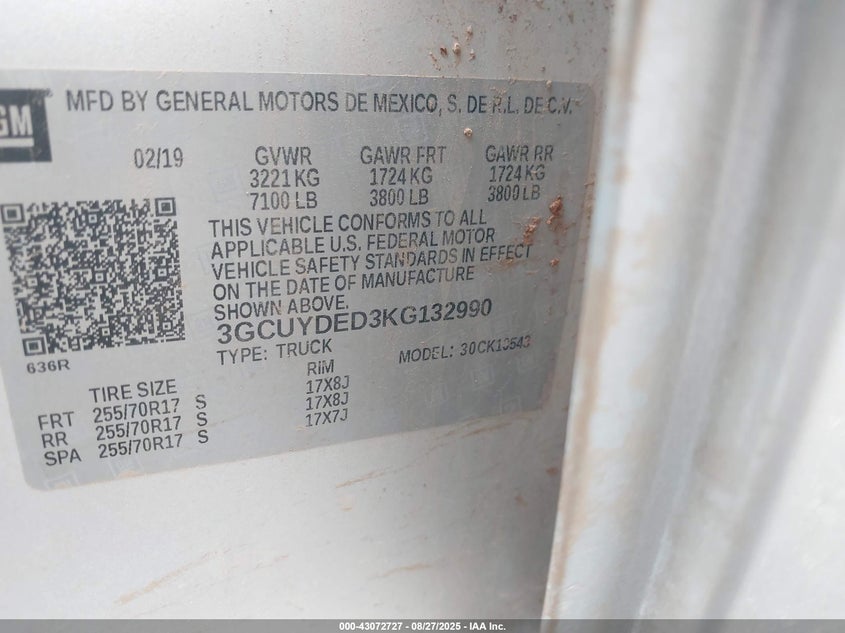 GM
MFD BY GENERAL MOTORS DE MEXICO, S. DE R.L. DE C.V.
02/19 GVWR GAWR FRT GAWR RR
3221 KG 1724 KG 1724 KG
7100 LB 3800 LB 3800 LB
THIS VEHICLE CONFORMS TO ALL
APPLICABLE U.S. FEDERAL MOTOR
VEHICLE SAFETY STANDARDS IN EFFECT
ON THE DATE OF MANUFACTURE
SHOWN ABOVE.
3GCUYDED3KG132990
TYPE: TRUCK MODEL: 30CK10543
636R
TIRE SIZE RIM
FRT 255/70R17 S 17X8J
RR 255/70R17 S 17X8J
SPA 255/70R17 S 17X7J
000-43072727 - 08/27/2025 - IAA Inc.